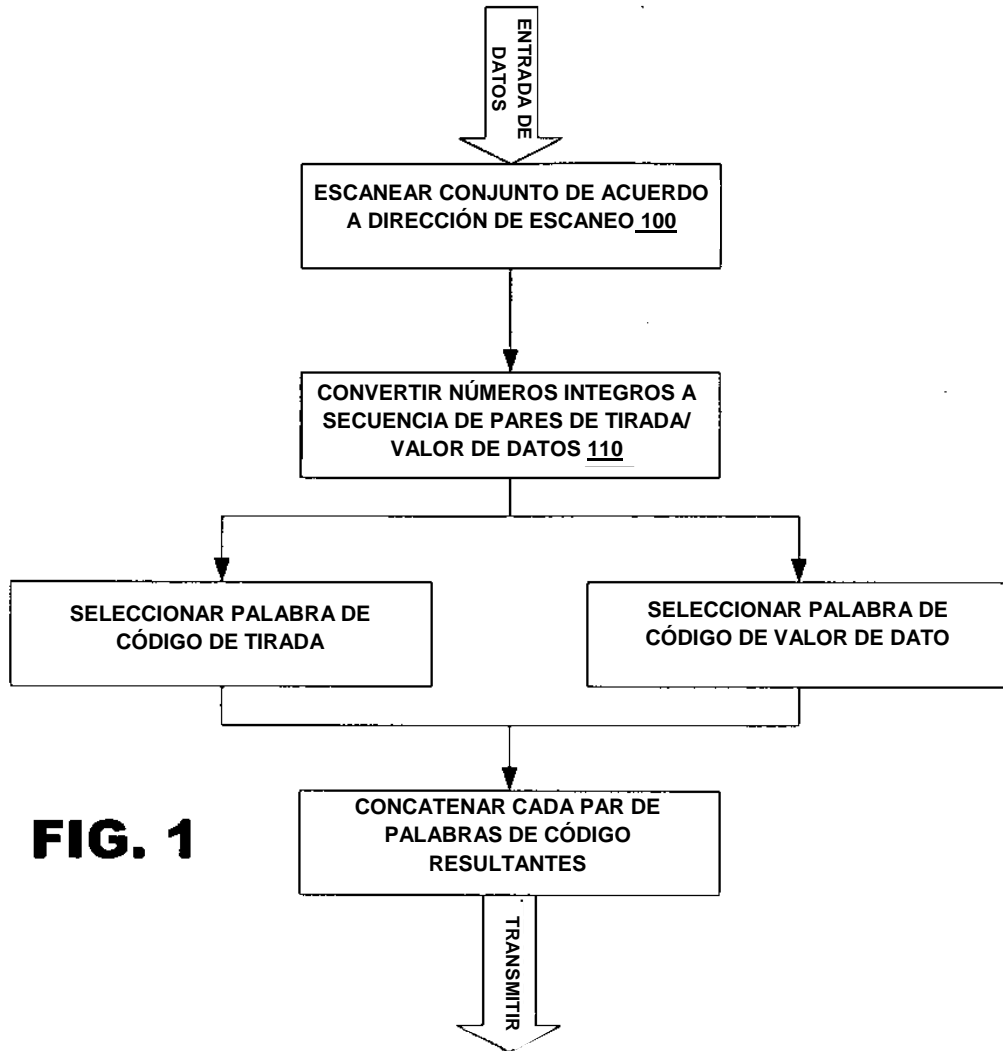 ENTRADA DE
DATOS
ESCANEAR CONJUNTO DE ACUERDO
A DIRECCIÓN DE ESCANEO 100
CONVERTIR NÚMEROS INTEGROS A
SECUENCIA DE PARES DE TIRADA/
VALOR DE DATOS 110
SELECCIONAR PALABRA DE
CÓDIGO DE TIRADA
SELECCIONAR PALABRA DE
CÓDIGO DE VALOR DE DATO
CONCATENAR CADA PAR DE
PALABRAS DE CÓDIGO
RESULTANTES
FIG. 1
TRANSMITIR